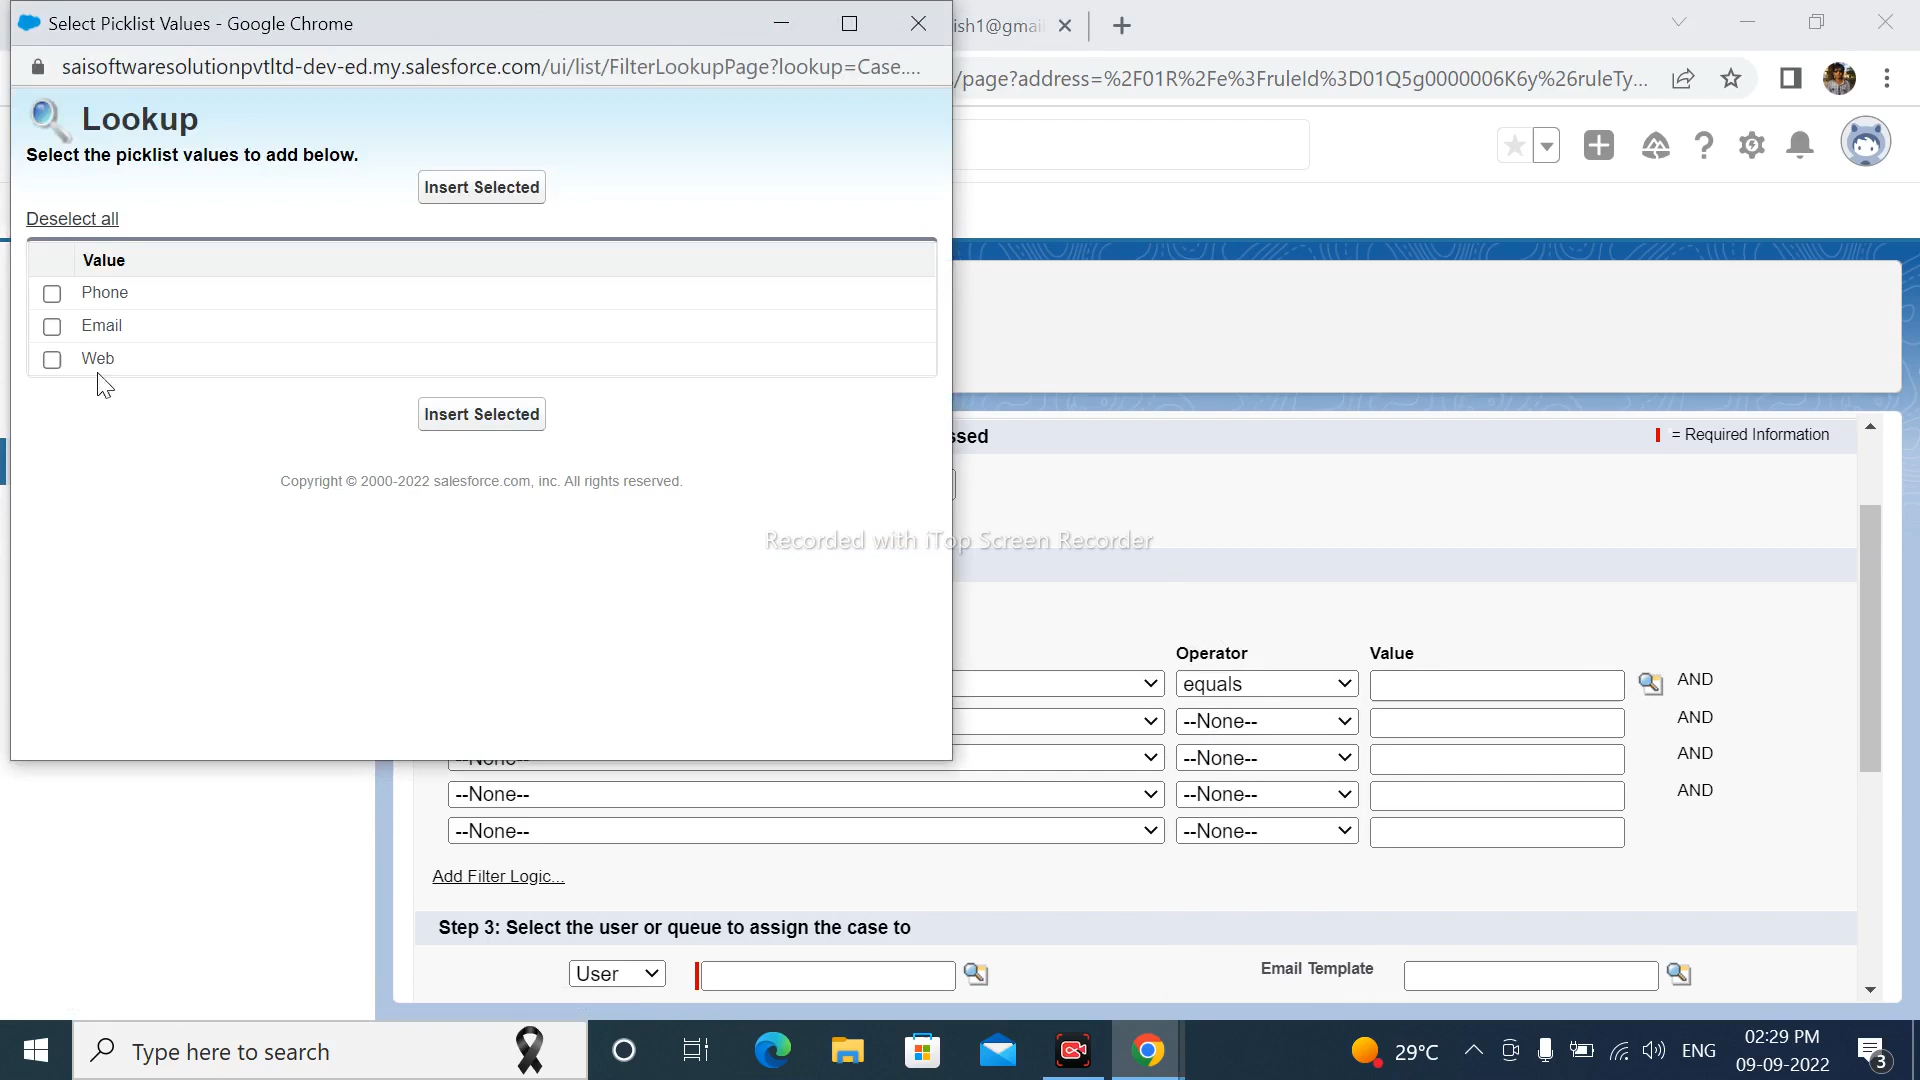 Select Picklist Values - Google Chrome
ish1@gmai
saisoftwaresolutionpvtltd-dev-ed.my.salesforce.com/ui/list/FilterLookupPage?lookup=Case....
/page?address=%2F01R%2Fe%3FruleId%3D01Q5g0000006K6y%26ruleTy...
Lookup
Select the picklist values to add below.
Insert Selected
Deselect all
Value
Phone
Email
Web
Insert Selected
Copyright © 2000-2022 salesforce.com, inc. All rights reserved.
ssed
= Required Information
Recorded with iTop Screen Recorder
Operator Value
equals AND
--None-- AND
--None-- --None-- AND
--None-- --None-- AND
--None-- --None--
Add Filter Logic...
Step 3: Select the user or queue to assign the case to
User Email Template
Type here to search
29°C
ENG
02:29 PM
09-09-2022
3